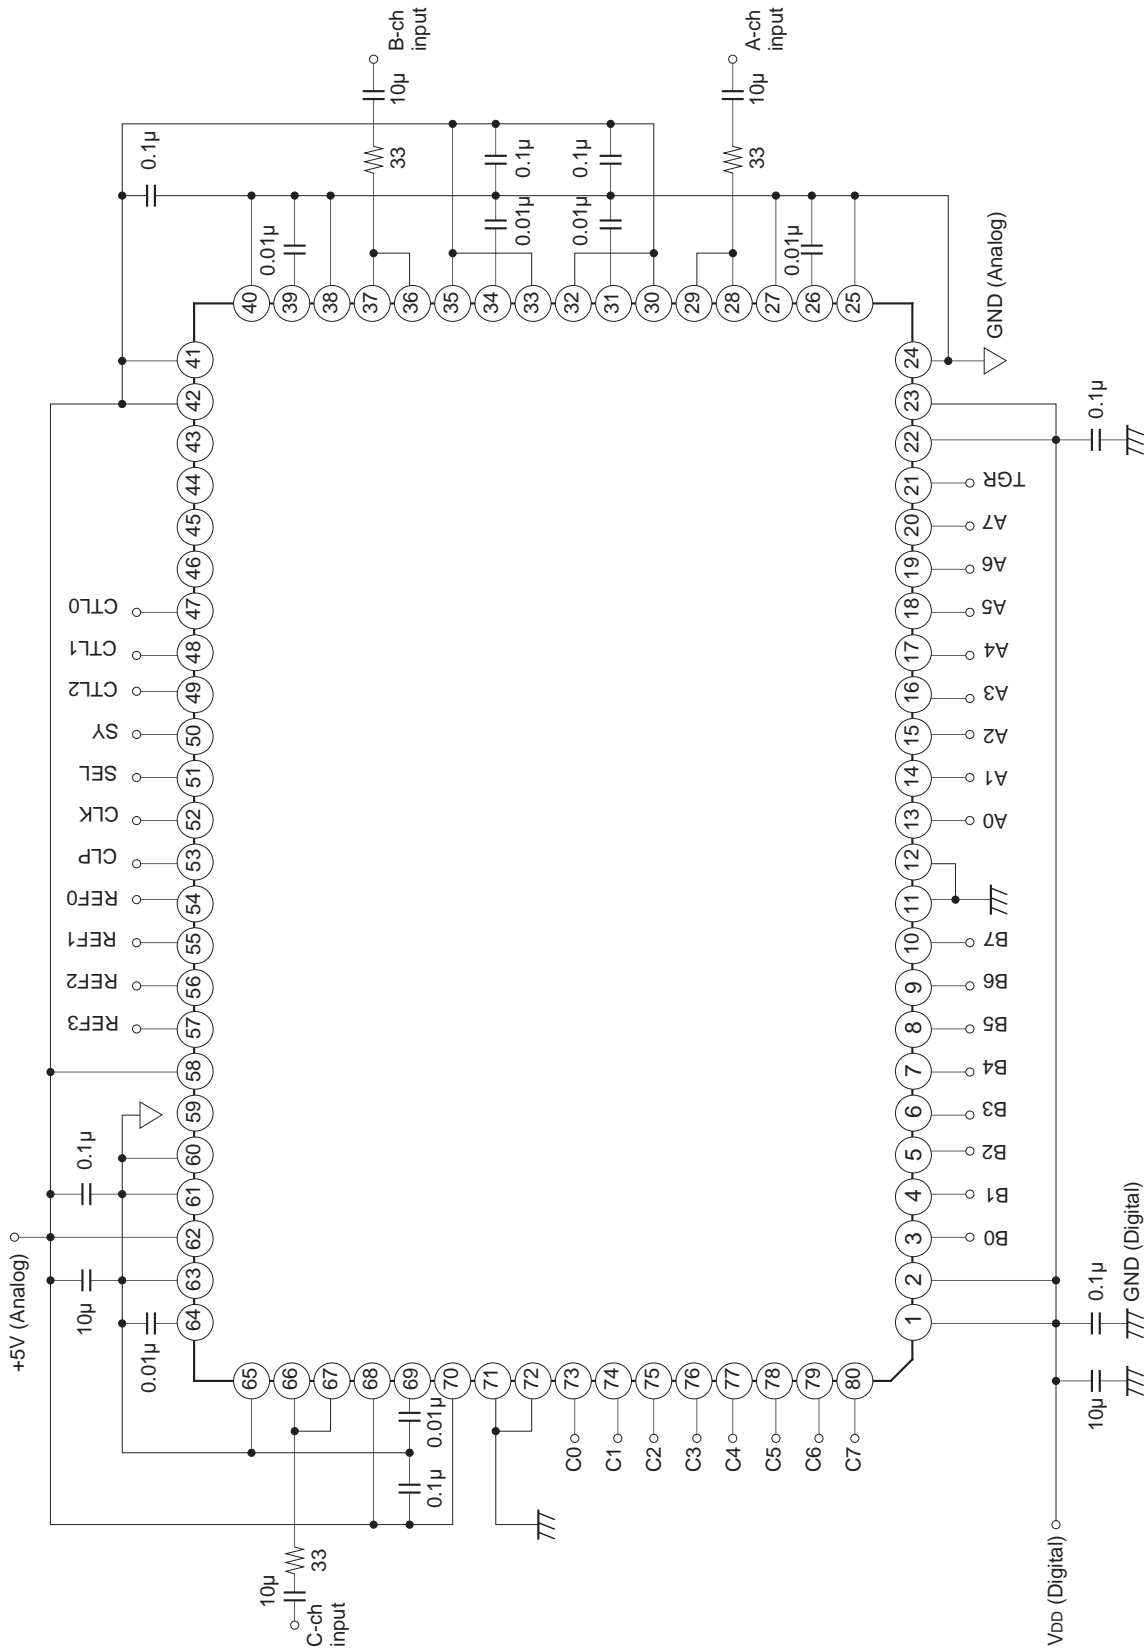 B-ch
input
10μ
33
A-ch
input
10μ
33
0.1μ
0.01μ
0.01μ
0.1μ
0.01μ
0.1μ
0.01μ
40
39
38
37
36
35
34
33
32
31
30
29
28
27
26
25
GND (Analog)
41
42
43
44
45
46
47
48
49
50
51
52
53
54
55
56
57
58
59
60
61
62
63
64
CTL0
CTL1
CTL2
SY
SEL
CLK
CLP
REF0
REF1
REF2
REF3
0.1μ
+5V (Analog)
10μ
0.01μ
24
23
22
21
20
19
18
17
16
15
14
13
12
11
10
9
8
7
6
5
4
3
2
1
0.1μ
TGR
A7
A6
A5
A4
A3
A2
A1
A0
B7
B6
B5
B4
B3
B2
B1
B0
0.1μ
GND (Digital)
10μ
VDD (Digital)
65
66
67
68
69
70
71
72
73
74
75
76
77
78
79
80
0.01μ
0.1μ
C0
C1
C2
C3
C4
C5
C6
C7
33
10μ
C-ch
input